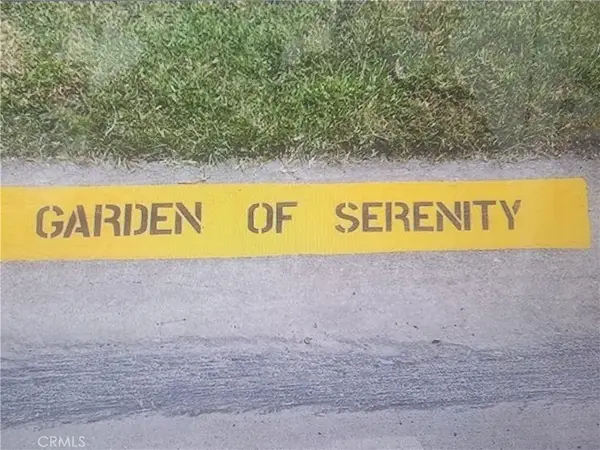 GARDEN OF SERENITY
CRMLS